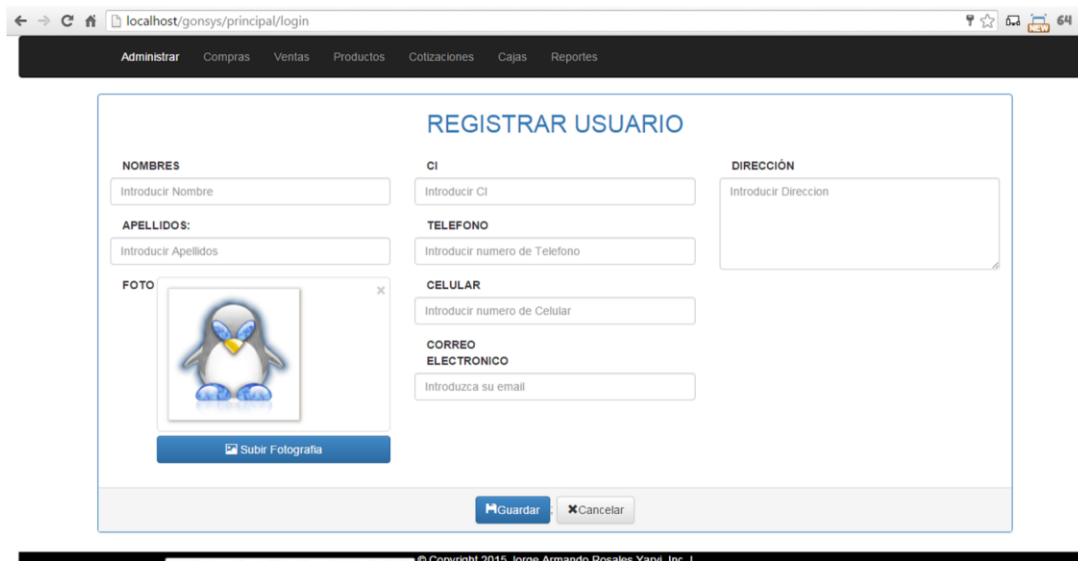 localhost/gonsys/principal/login
NEW
64
Administrar Compras Ventas Productos Cotizaciones Cajas Reportes
REGISTRAR USUARIO
NOMBRES
Introducir Nombre
APELLIDOS:
Introducir Apellidos
FOTO
×
Subir Fotografia
CI
Introducir CI
TELEFONO
Introducir numero de Telefono
CELULAR
Introducir numero de Celular
CORREO
ELECTRONICO
Introduzca su email
DIRECCIÓN
Introducir Direccion
Guardar ; Cancelar
© Copyright 2015 Jorge Armando Rosales Yapyi, Inc. |